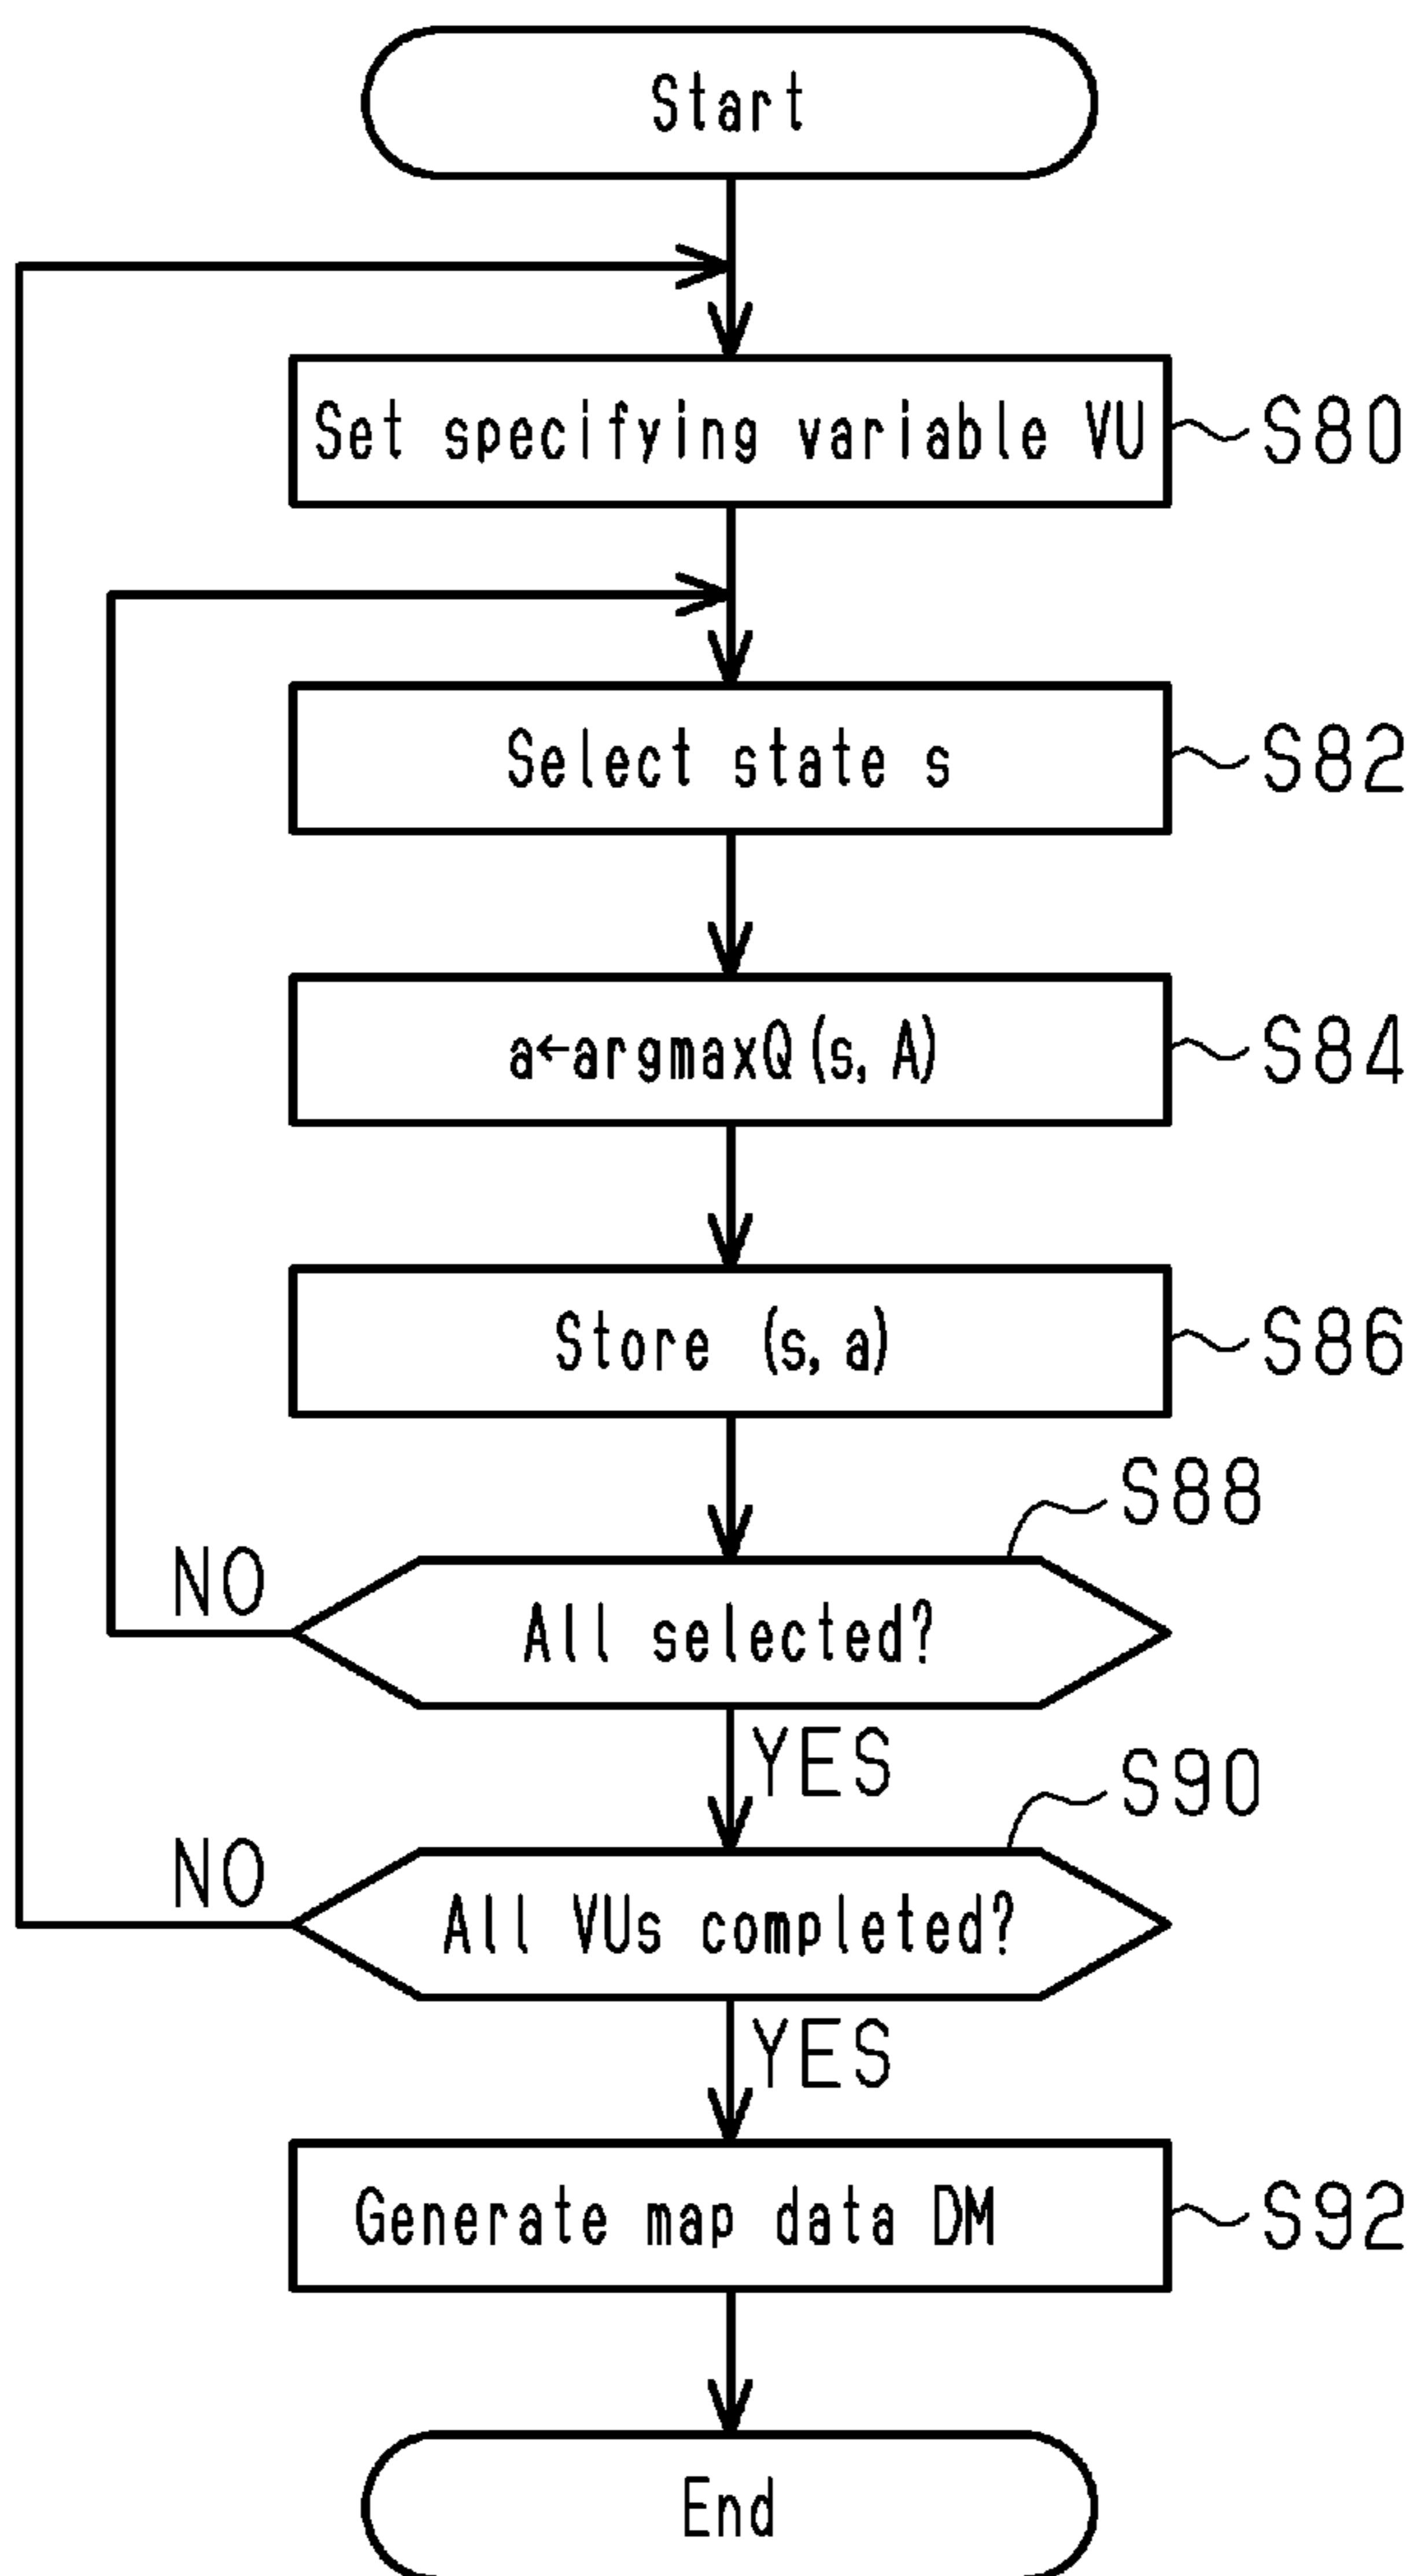 Start
Set specifying variable VU
S80
Select state s
S82
a←argmaxQ(s, A)
S84
Store (s, a)
S86
S88
NO
All selected?
YES
S90
NO
All VUs completed?
YES
Generate map data DM
S92
End